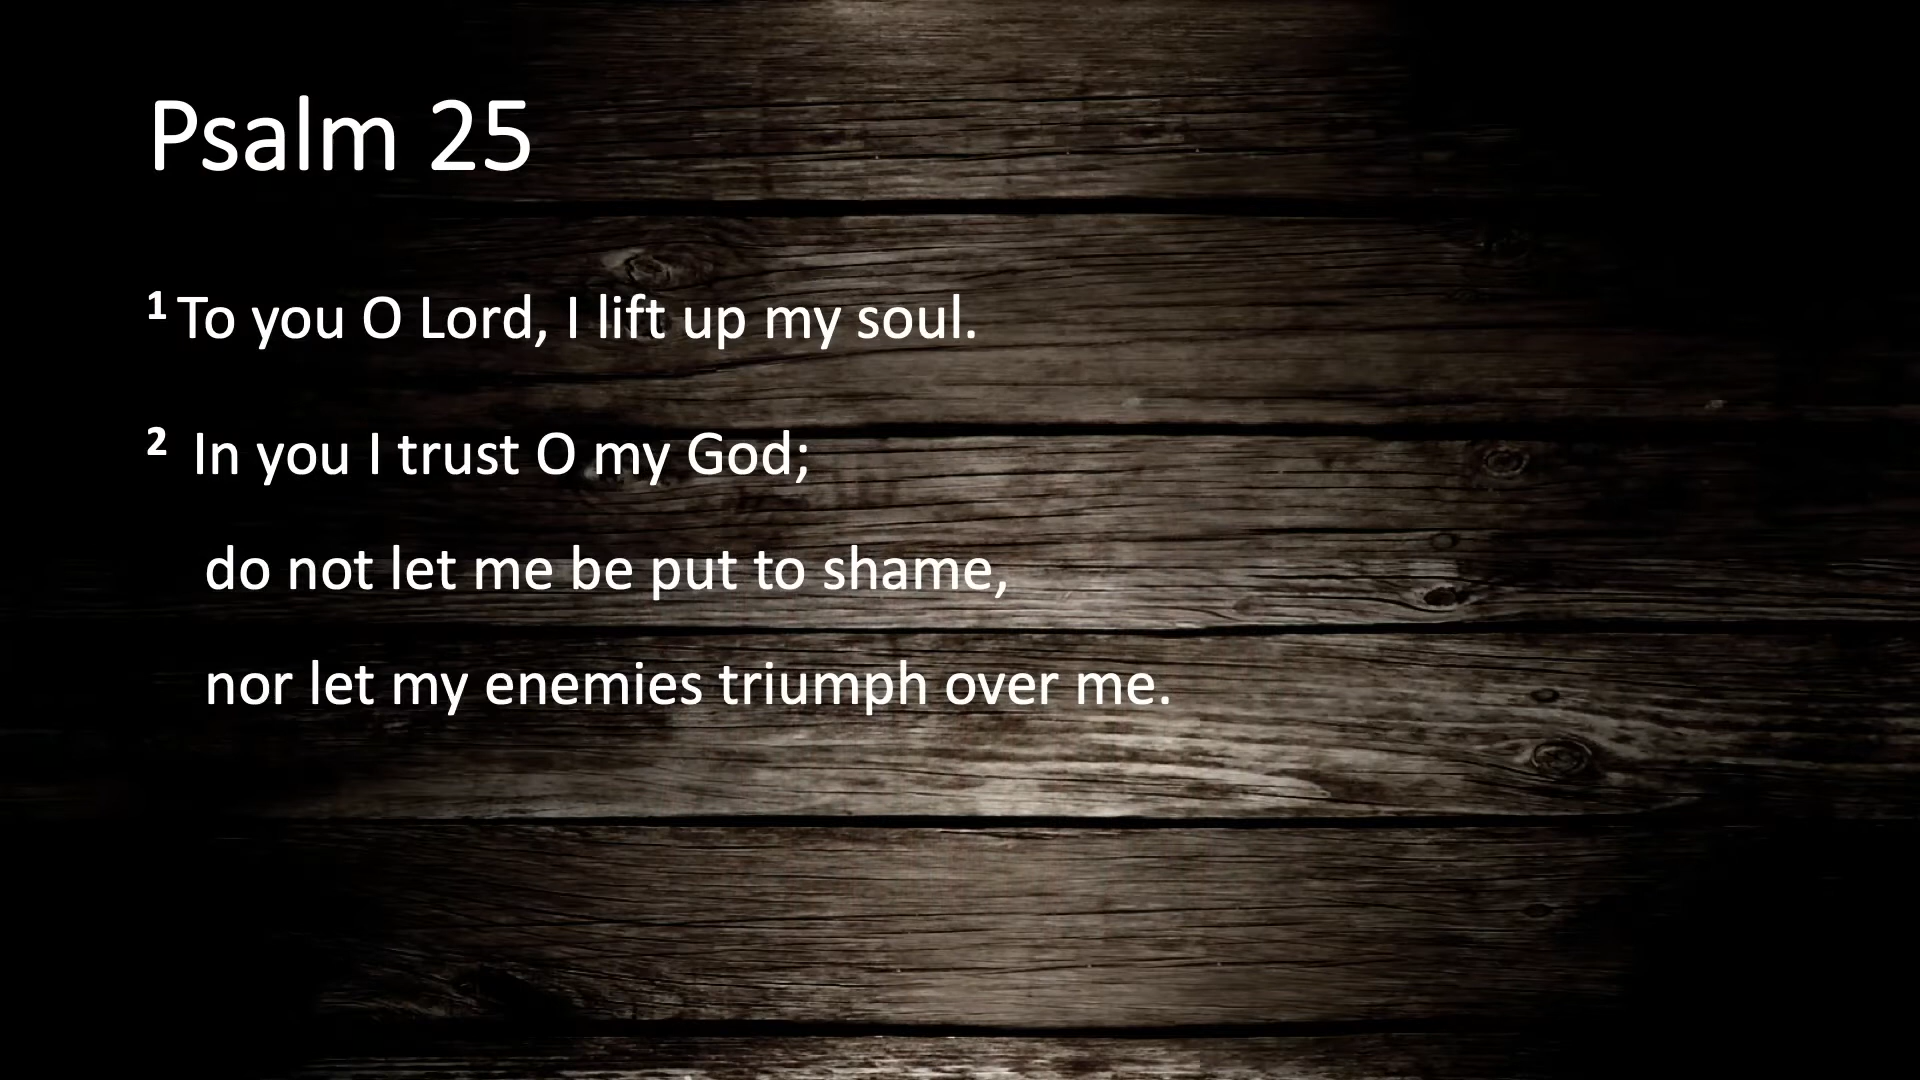 Psalm 25
1 To you O Lord, I lift up my soul.
2 In you I trust O my God;
do not let me be put to shame,
nor let my enemies triumph over me.